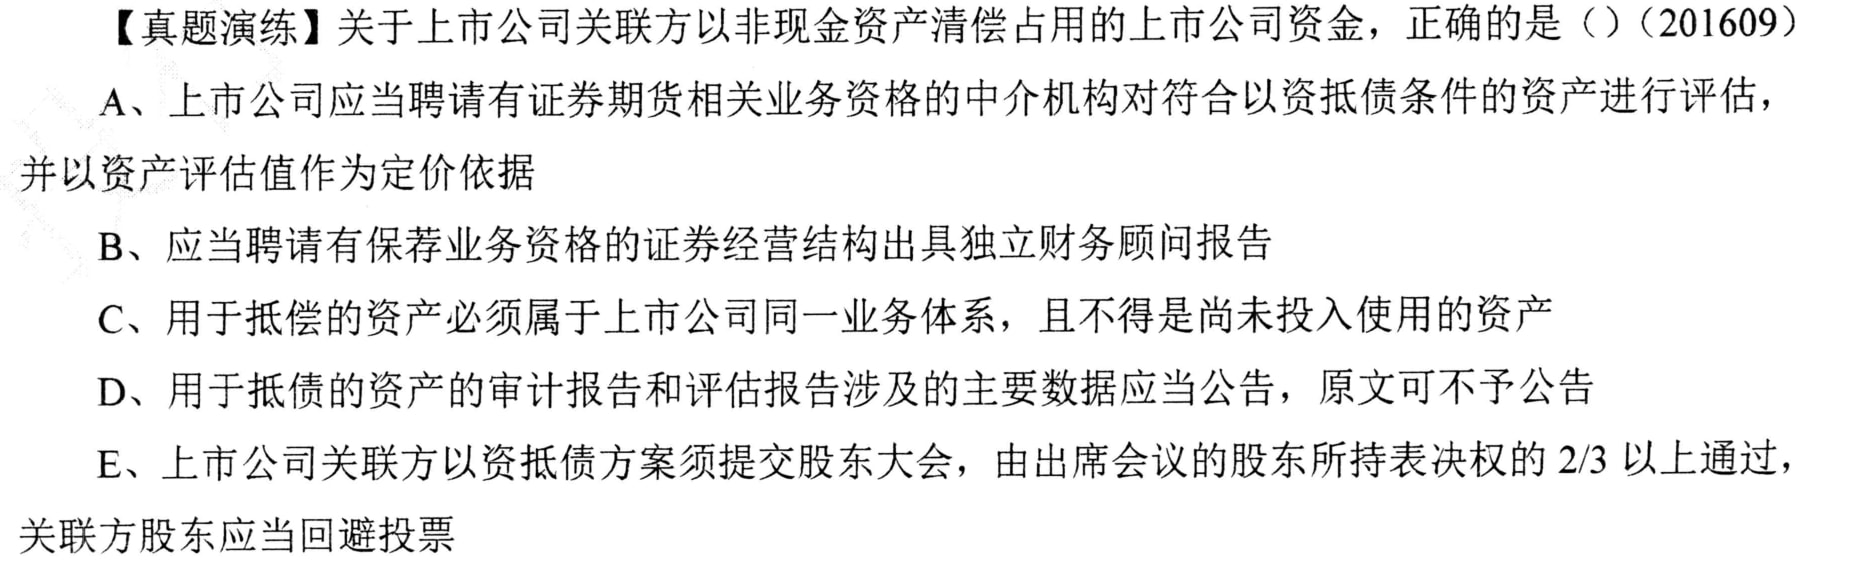 【真题演练】关于上市公司关联方以非现金资产清偿占用的上市公司资金，正确的是（）（201609）
A、上市公司应当聘请有证券期货相关业务资格的中介机构对符合以资抵债条件的资产进行评估，
并以资产评估值作为定价依据
B、应当聘请有保荐业务资格的证券经营结构出具独立财务顾问报告
C、用于抵偿的资产必须属于上市公司同一业务体系，且不得是尚未投入使用的资产
D、用于抵债的资产的审计报告和评估报告涉及的主要数据应当公告，原文可不予公告
E、上市公司关联方以资抵债方案须提交股东大会，由出席会议的股东所持表决权的 2/3 以上通过，
关联方股东应当回避投票